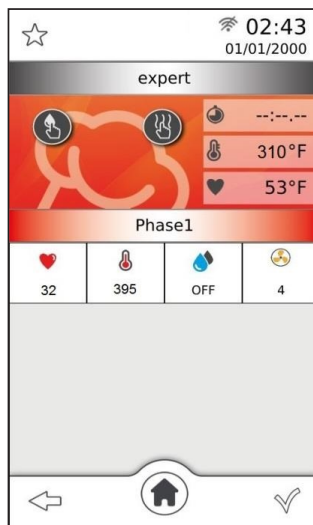 02:43
01/01/2000
expert
--:--.--
310°F
53°F
Phase1
32 395 OFF 4